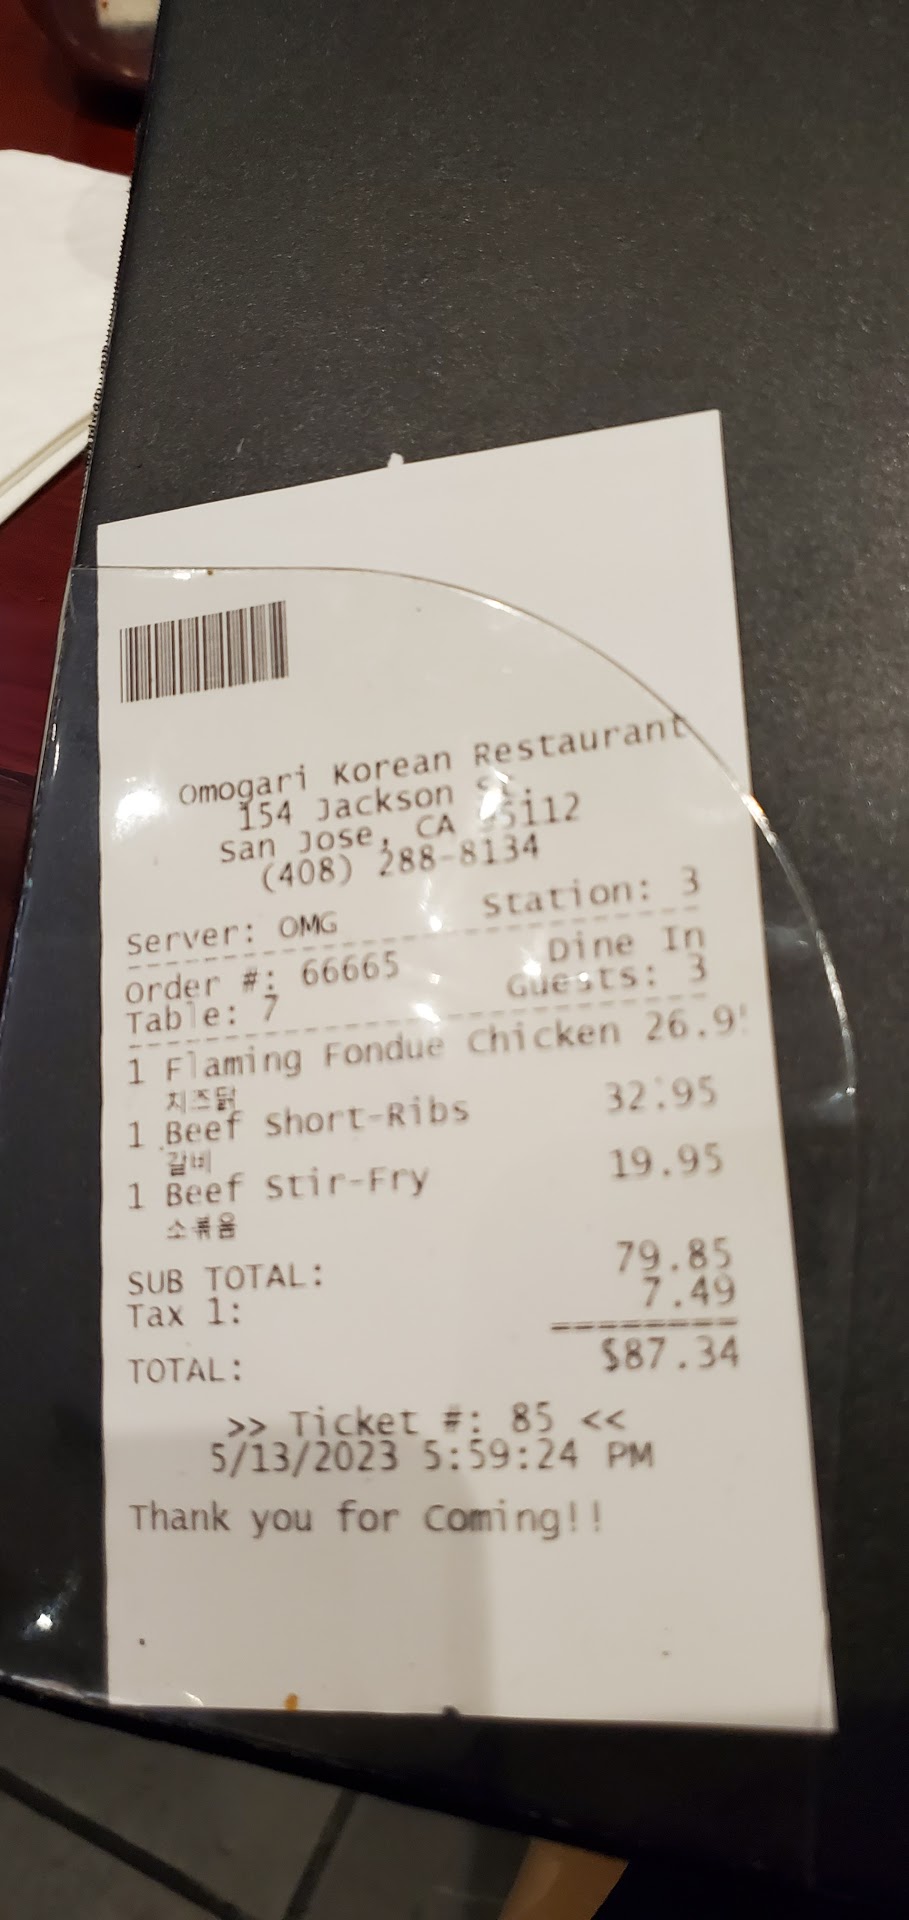 Omogari Korean Restaurant
154 Jackson St.
San Jose, CA 95112
(408) 288-8134
Server: OMG Station: 3
Order #: 66665 Dine In
Table: 7 Guests: 3
1 Flaming Fondue Chicken 26.9
치즈닭
1 Beef Short-Ribs 32.95
갈비
1 Beef Stir-Fry 19.95
소볶음
SUB TOTAL: 79.85
Tax 1: 7.49
TOTAL: $87.34
>> Ticket #: 85 <<
5/13/2023 5:59:24 PM
Thank you for Coming!!